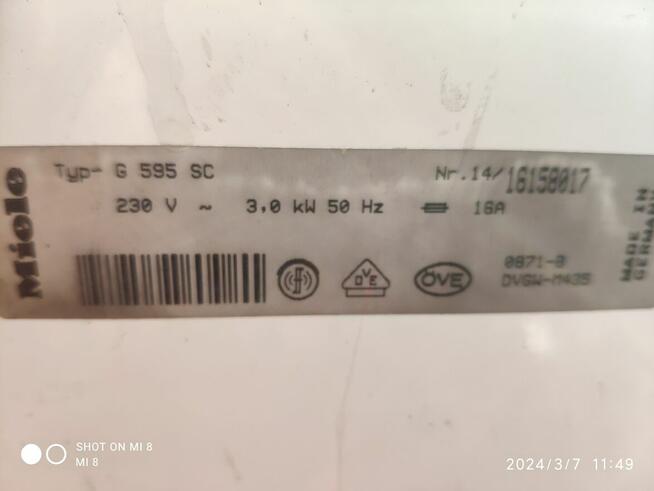 Miele
Typ- G 595 SC
Nr.14/16158017
230 V ~ 3,0 kW 50 Hz 16A
DVE
ÖVE
0871-B
DVGW-M435
MADE IN
GERMANY
SHOT ON MI 8
MI 8
2024/3/7 11:49